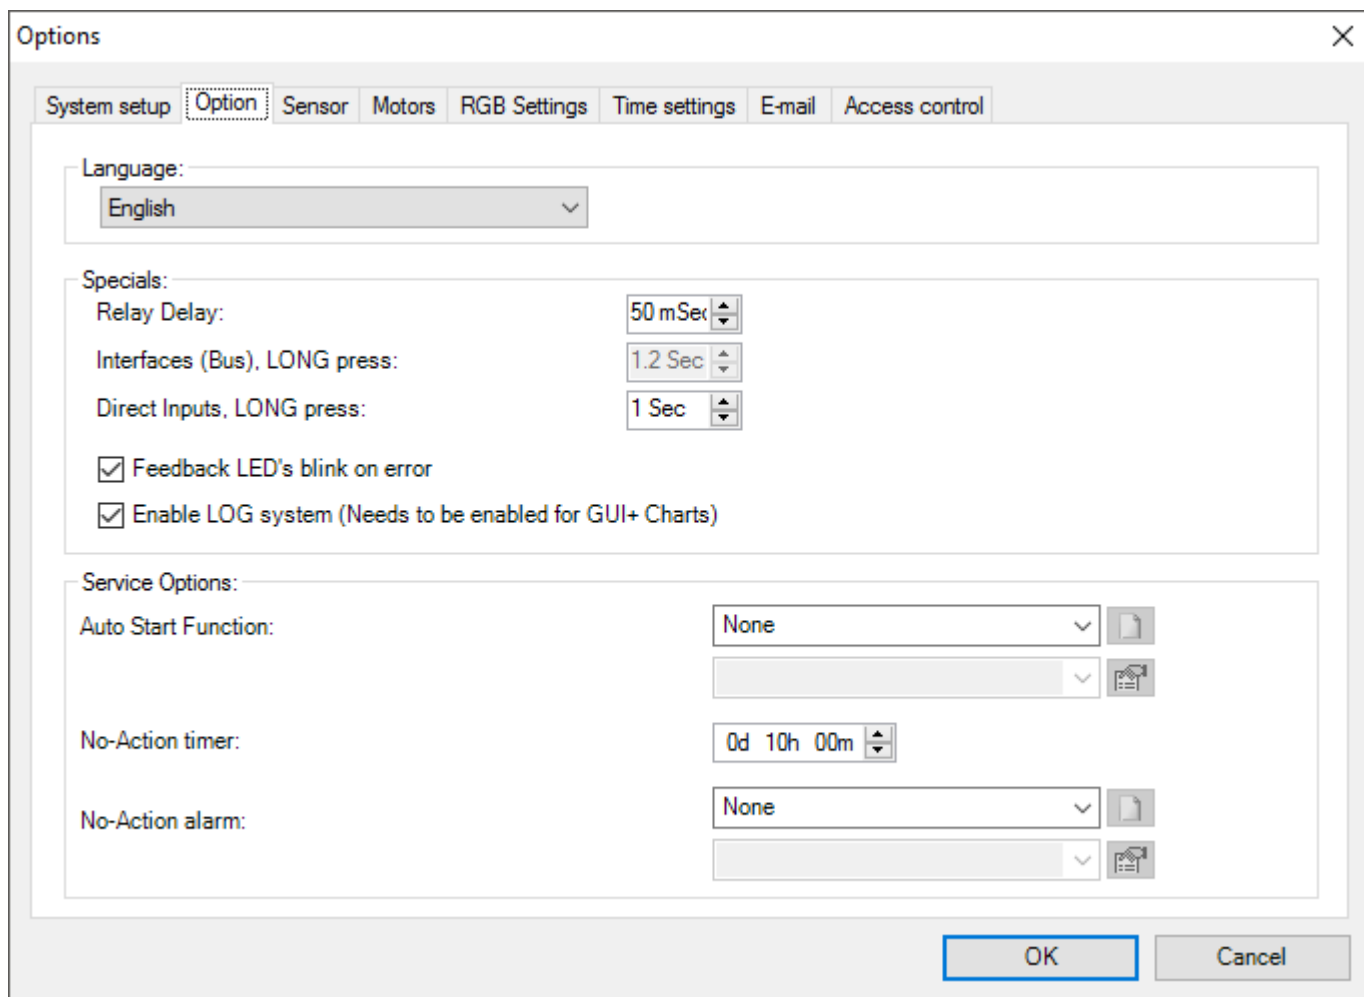 Options
System setup Option Sensor Motors RGB Settings Time settings E-mail Access control
Language:
English
Specials:
Relay Delay: 50 mSec
Interfaces (Bus), LONG press: 1.2 Sec
Direct Inputs, LONG press: 1 Sec
Feedback LED's blink on error
Enable LOG system (Needs to be enabled for GUI+ Charts)
Service Options:
Auto Start Function: None
No-Action timer: 0d 10h 00m
No-Action alarm: None
OK Cancel